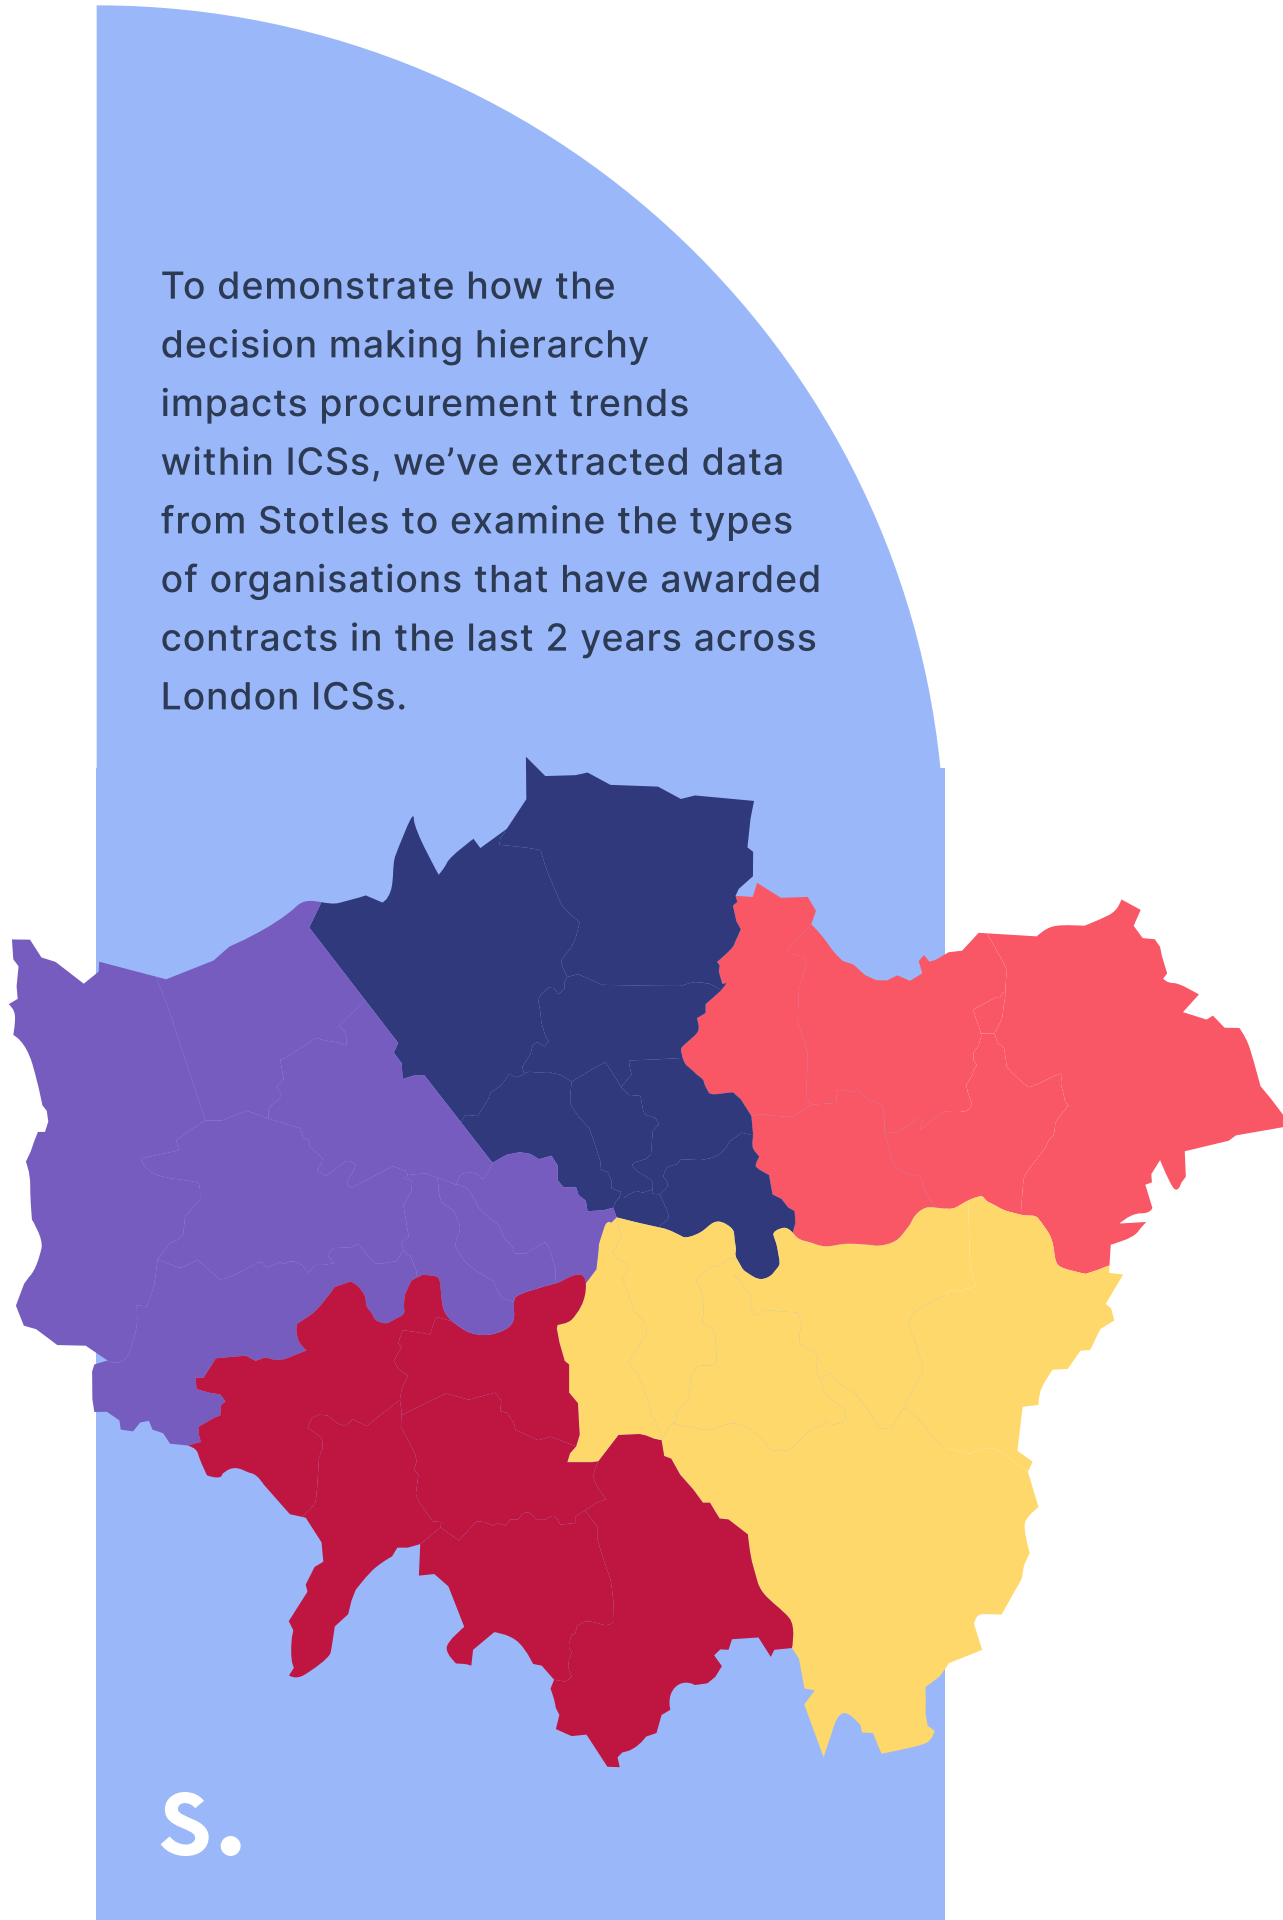 To demonstrate how the
decision making hierarchy
impacts procurement trends
within ICSs, we’ve extracted data
from Stotles to examine the types
of organisations that have awarded
contracts in the last 2 years across
London ICSs.
S.